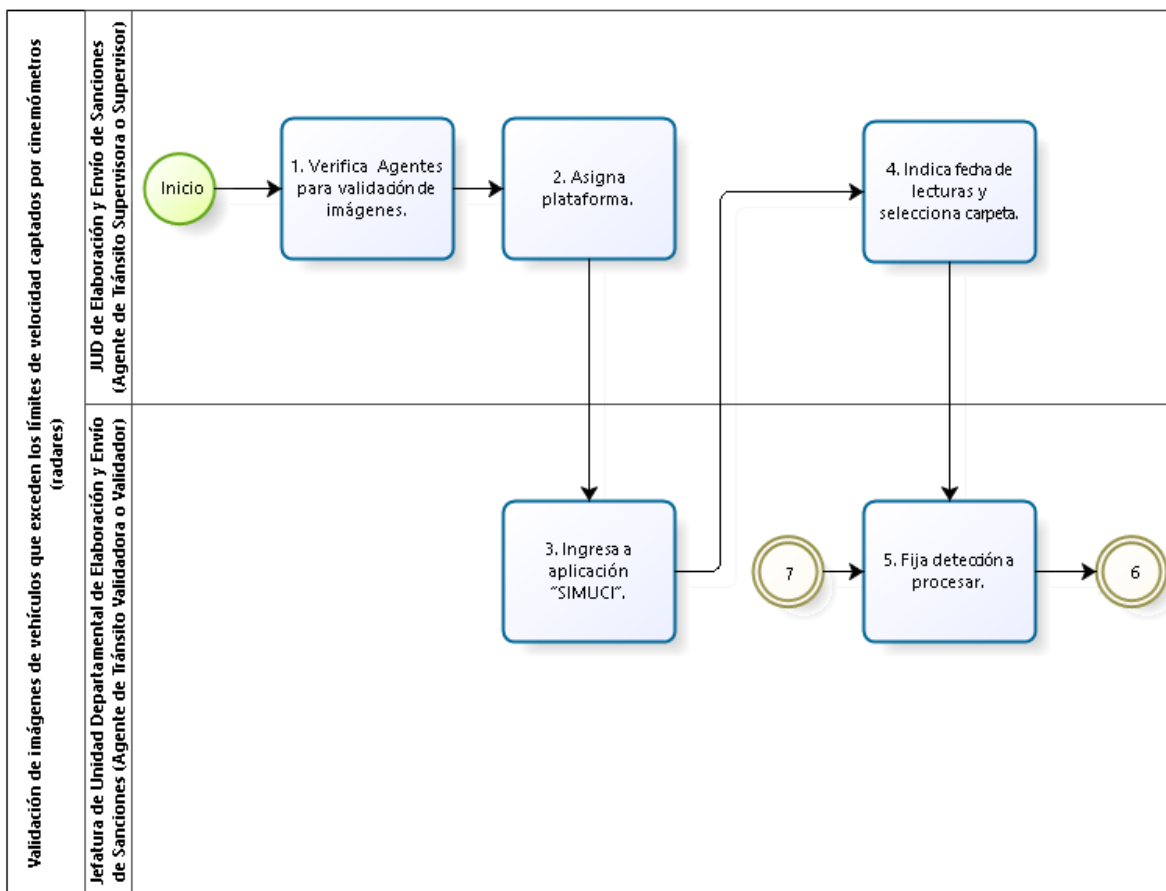 Validación de imágenes de vehículos que exceden los límites de velocidad captados por cinemómetros
(radares)
JUD de Elaboración y Envío de Sanciones
(Agente de Tránsito Supervisora o Supervisor)
Inicio
1. Verifica Agentes
para validación de
imágenes.
2. Asigna
plataforma.
4. Indica fecha de
lecturas y
selecciona carpeta.
Jefatura de Unidad Departamental de Elaboración y Envío
de Sanciones (Agente de Tránsito Validadora o Validador)
3. Ingresa a
aplicación
“SIMUCI”.
7
5. Fija detección a
procesar.
6